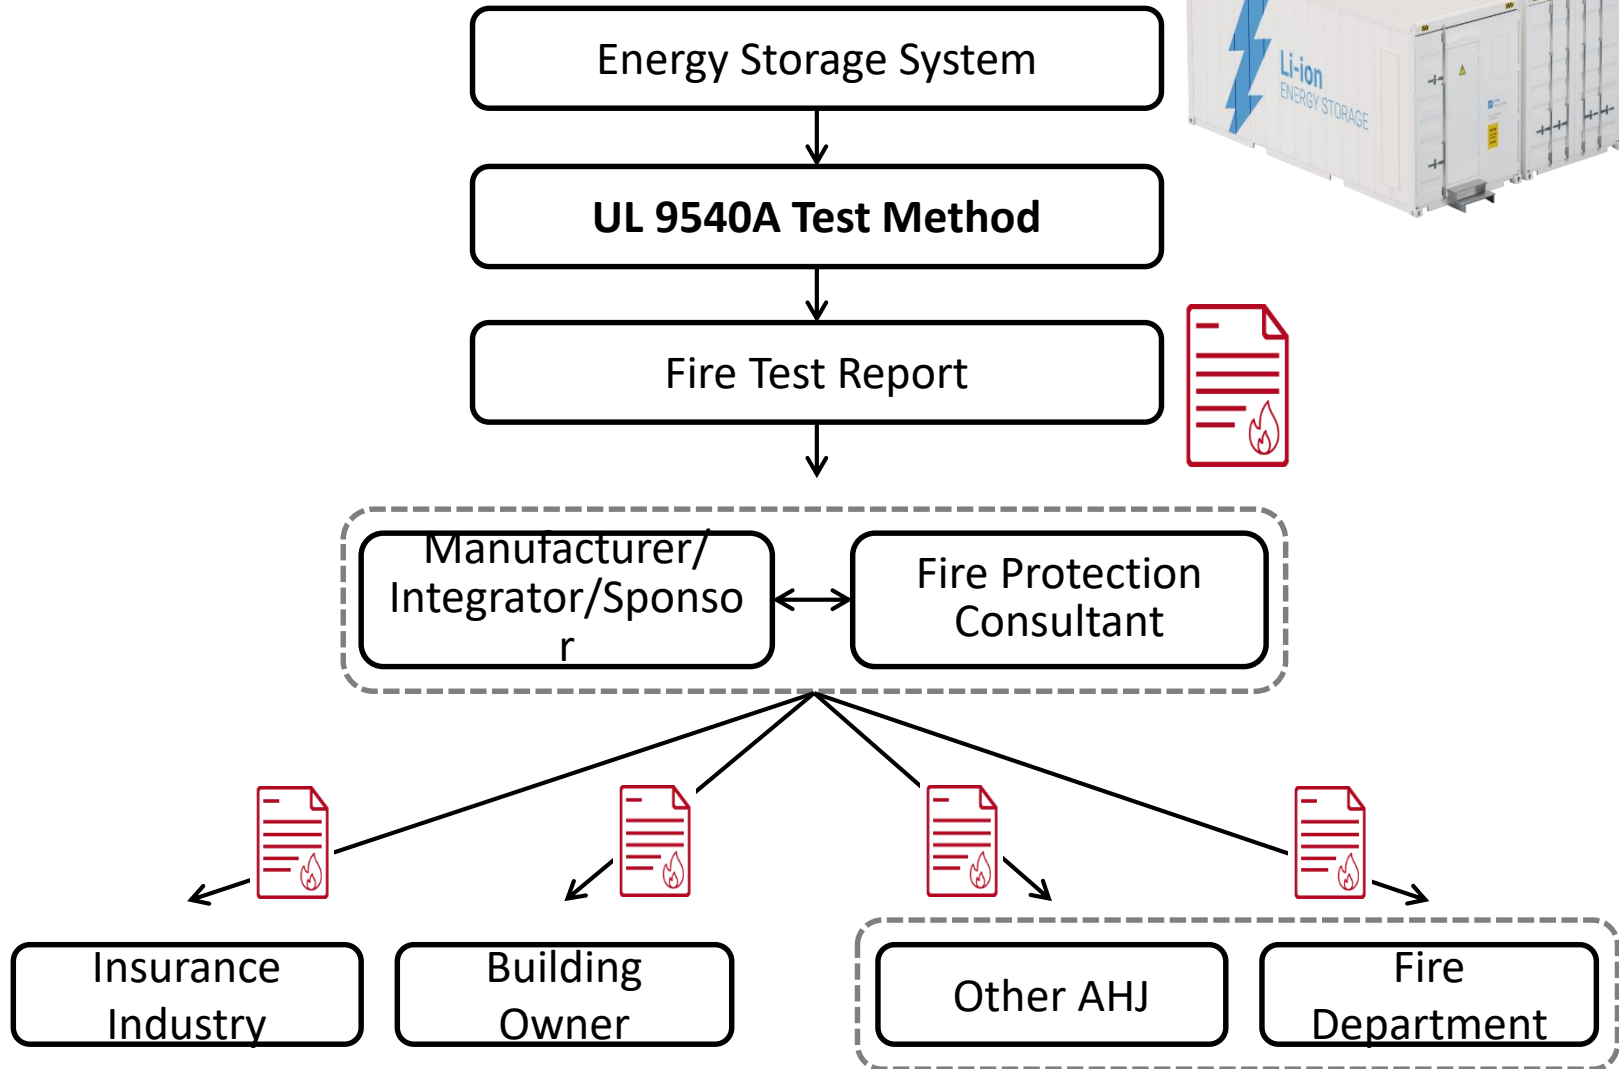 Energy Storage System
Li-ion
ENERGY STORAGE
UL 9540A Test Method
Fire Test Report
Manufacturer/
Integrator/Sponso
r
Fire Protection
Consultant
Insurance
Industry
Building
Owner
Other AHJ
Fire
Department